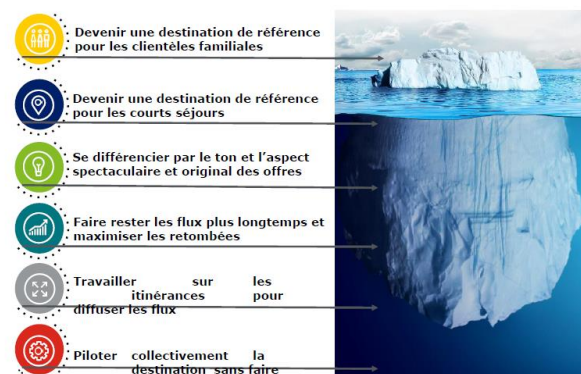 Devenir une destination de référence
pour les clientèles familiales
Devenir une destination de référence
pour les courts séjours
Se différencier par le ton et l’aspect
spectaculaire et original des offres
Faire rester les flux plus longtemps et
maximiser les retombées
Travailler sur les
itinérances pour
diffuser les flux
Piloter collectivement la
destination sans faire